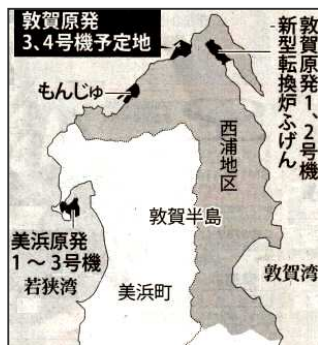 敦賀原発
3、4号機予定地
敦賀原発1、2号機
新型転換炉ふげん
もんじゅ
西浦地区
敦賀半島
美浜原発
1〜3号機
若狭湾
美浜町
敦賀湾